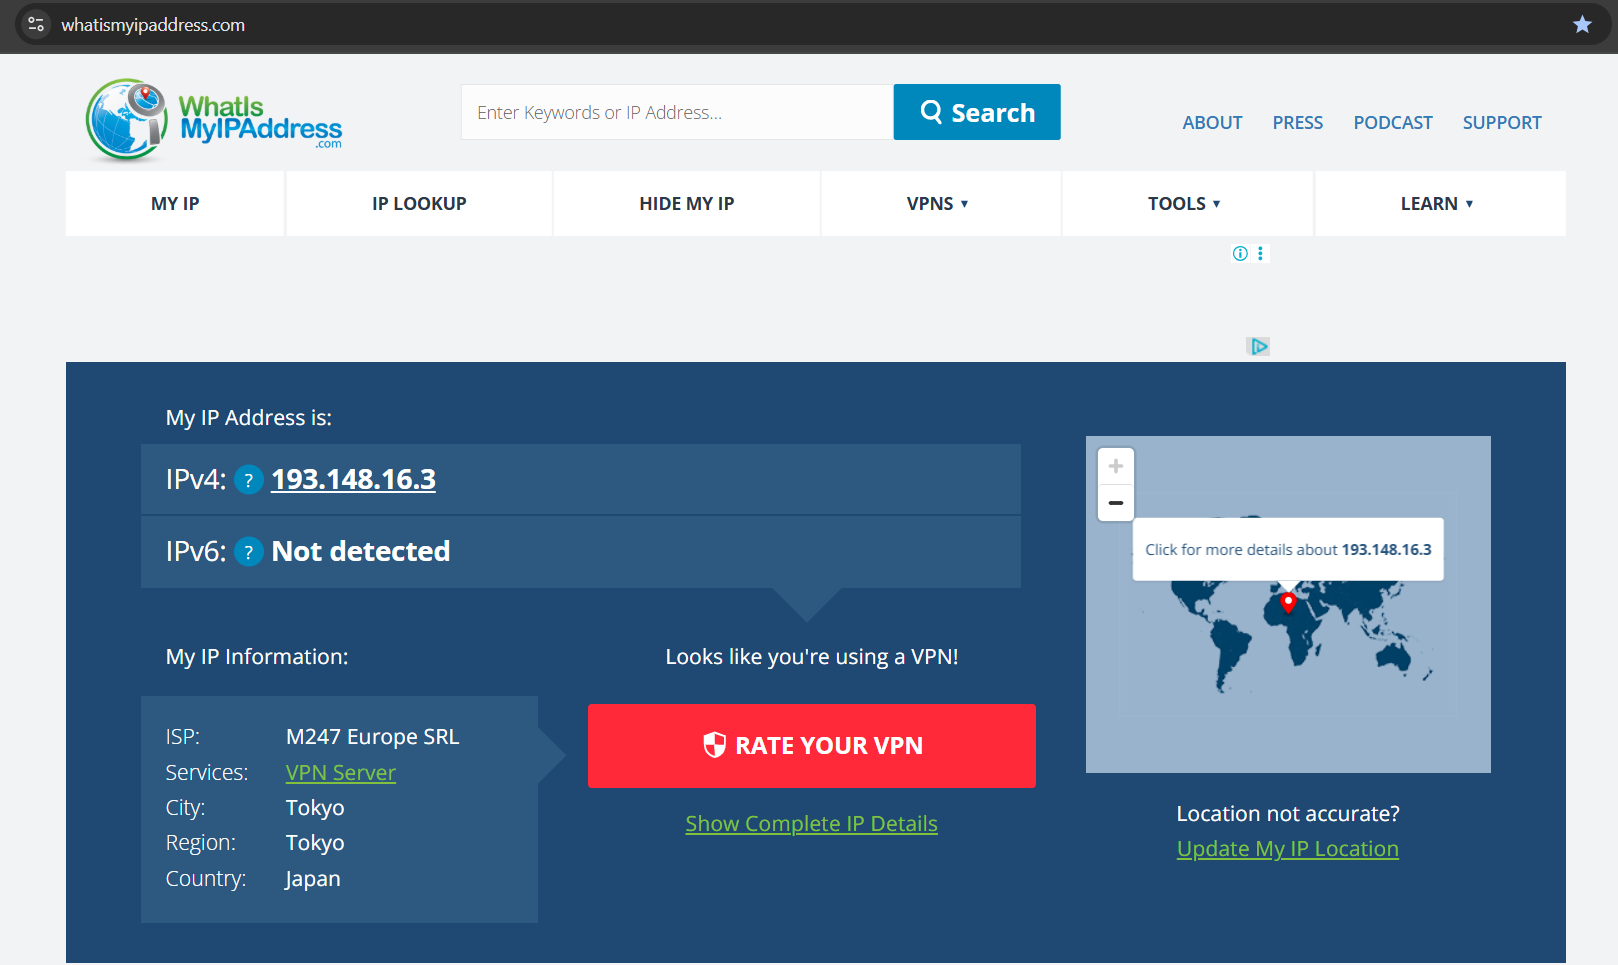 whatismyipaddress.com
WhatIs
MyIPAddress
.com
Enter Keywords or IP Address...
Search
ABOUT PRESS PODCAST SUPPORT
MY IP IP LOOKUP HIDE MY IP VPNS ▼ TOOLS ▼ LEARN ▼
My IP Address is:
IPv4: ? 193.148.16.3
IPv6: ? Not detected
+
−
Click for more details about 193.148.16.3
My IP Information:
ISP: M247 Europe SRL
Services: VPN Server
City: Tokyo
Region: Tokyo
Country: Japan
Looks like you're using a VPN!
RATE YOUR VPN
Show Complete IP Details
Location not accurate?
Update My IP Location